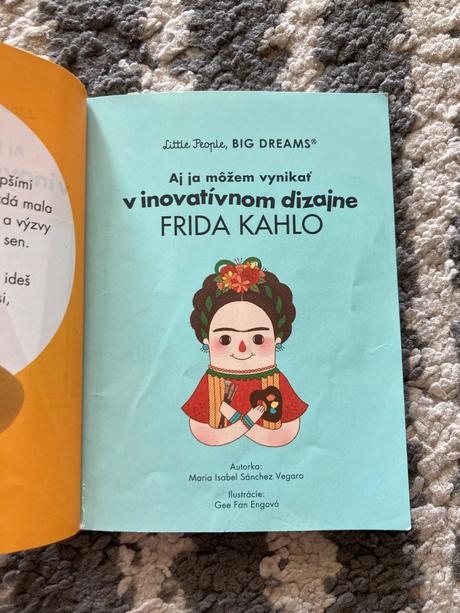 pšími
dá mala
a a výzvy
sen.
ideš
si,
Little People, BIG DREAMS®
Aj ja môžem vynikať
v inovatívnom dizajne
FRIDA KAHLO
Autorka:
Maria Isabel Sánchez Vegara
Ilustrácie:
Gee Fan Engová